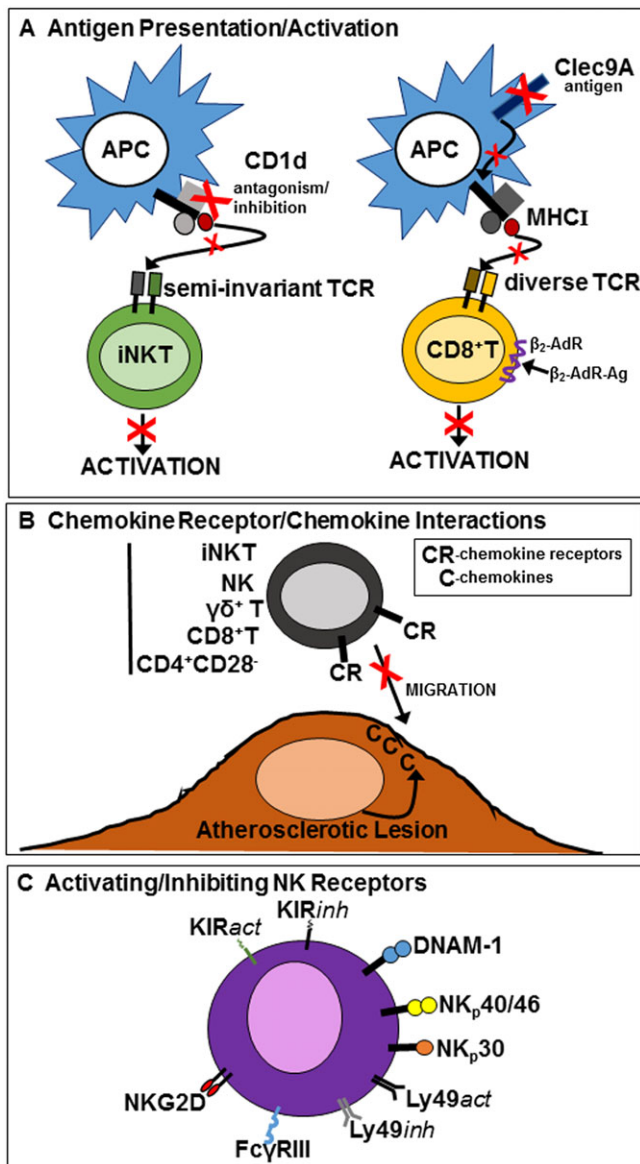 A Antigen Presentation/Activation
APC
CD1d
antagonism/
inhibition
semi-invariant TCR
iNKT
ACTIVATION
Clec9A
antigen
APC
MHCI
diverse TCR
CD8⁺T
β₂-AdR
β₂-AdR-Ag
ACTIVATION
B Chemokine Receptor/Chemokine Interactions
iNKT
NK
γδ⁺ T
CD8⁺T
CD4⁺CD28⁻
CR-chemokine receptors
C-chemokines
CR
CR
MIGRATION
C
C
C
Atherosclerotic Lesion
C Activating/Inhibiting NK Receptors
KIRinh
KIRact
DNAM-1
NKₚ40/46
NKₚ30
Ly49act
Ly49inh
FcγRIII
NKG2D